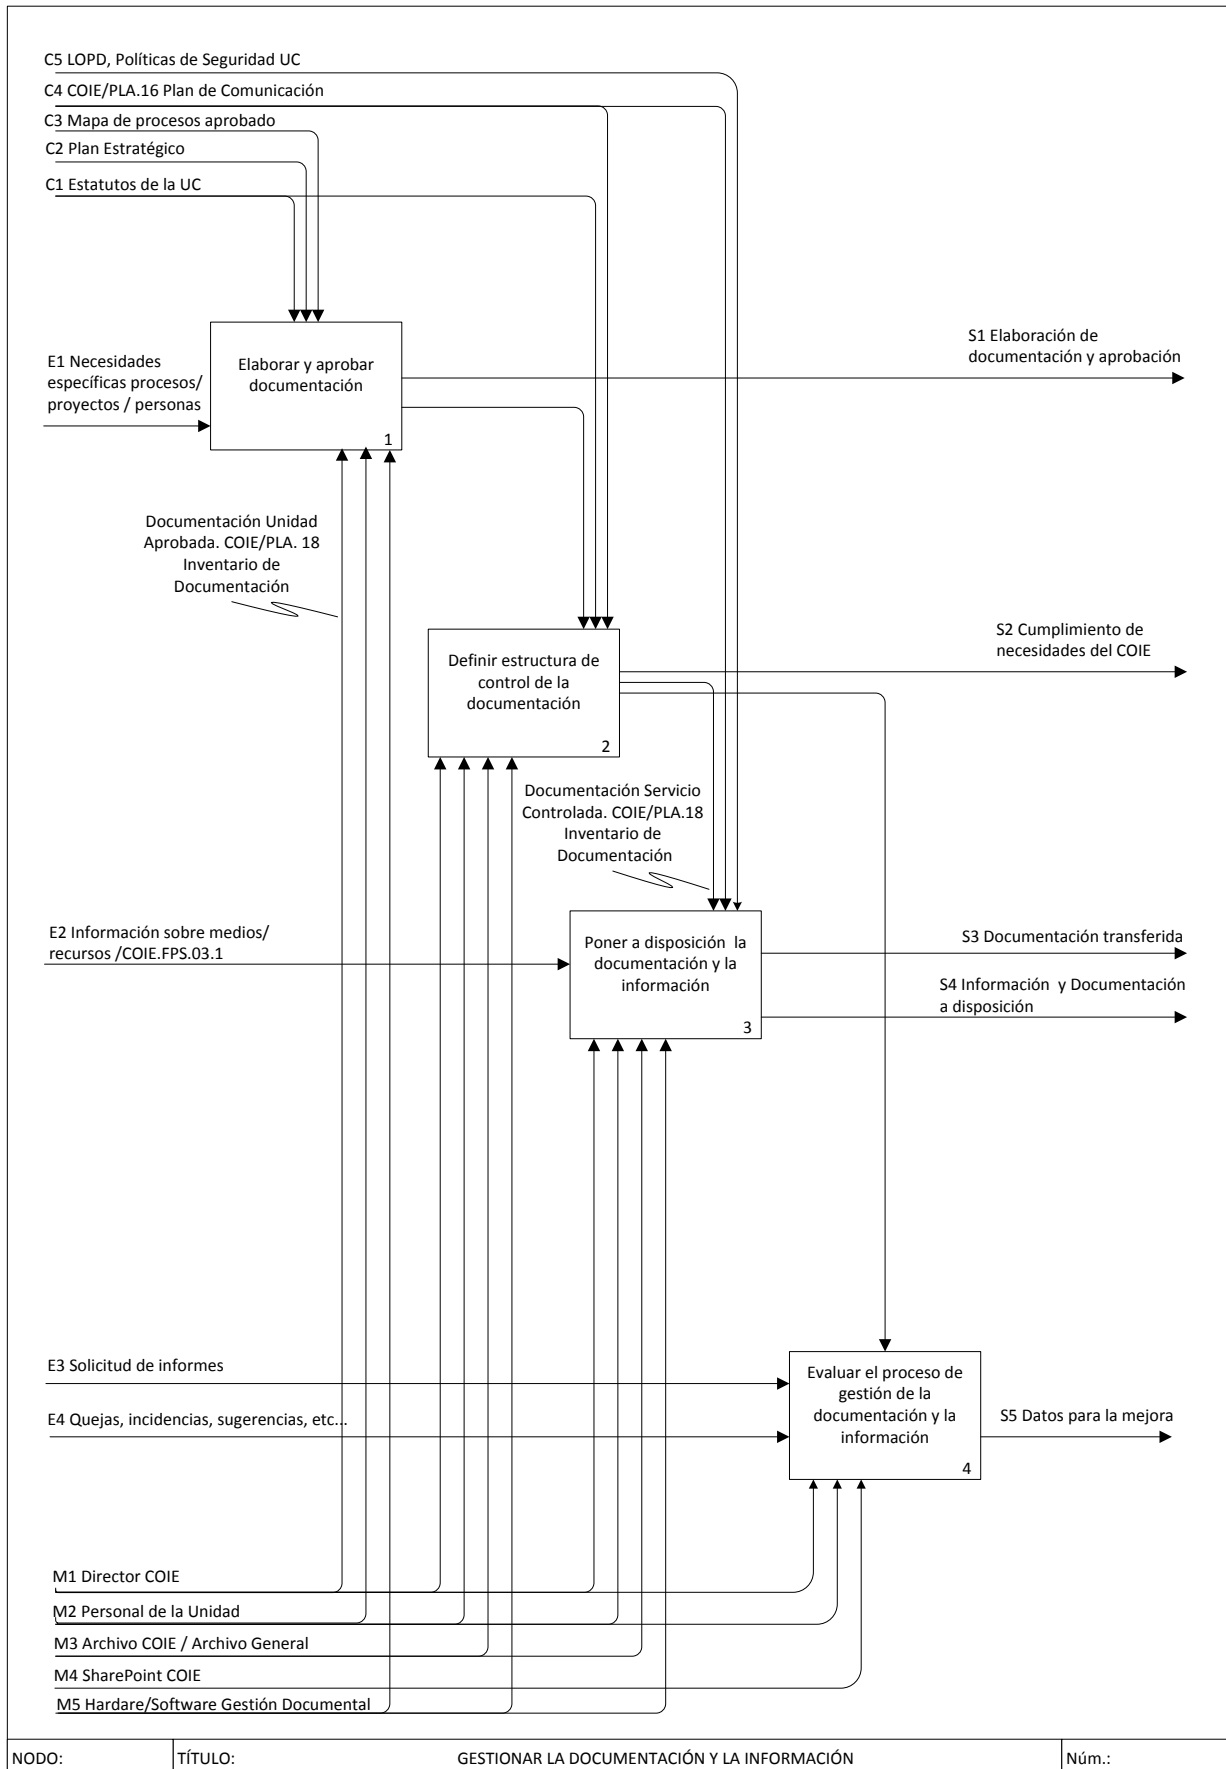 C5 LOPD, Políticas de Seguridad UC
C4 COIE/PLA.16 Plan de Comunicación
C3 Mapa de procesos aprobado
C2 Plan Estratégico
C1 Estatutos de la UC
E1 Necesidades
específicas procesos/
proyectos / personas
Elaborar y aprobar
documentación
1
S1 Elaboración de
documentación y aprobación
Documentación Unidad
Aprobada. COIE/PLA. 18
Inventario de
Documentación
Definir estructura de
control de la
documentación
2
S2 Cumplimiento de
necesidades del COIE
Documentación Servicio
Controlada. COIE/PLA.18
Inventario de
Documentación
E2 Información sobre medios/
recursos /COIE.FPS.03.1
Poner a disposición  la
documentación y la
información
3
S3 Documentación transferida
S4 Información  y Documentación
a disposición
E3 Solicitud de informes
E4 Quejas, incidencias, sugerencias, etc...
Evaluar el proceso de
gestión de la
documentación y la
información
4
S5 Datos para la mejora
M1 Director COIE
M2 Personal de la Unidad
M3 Archivo COIE / Archivo General
M4 SharePoint COIE
M5 Hardare/Software Gestión Documental
NODO:
TÍTULO:
GESTIONAR LA DOCUMENTACIÓN Y LA INFORMACIÓN
Núm.: